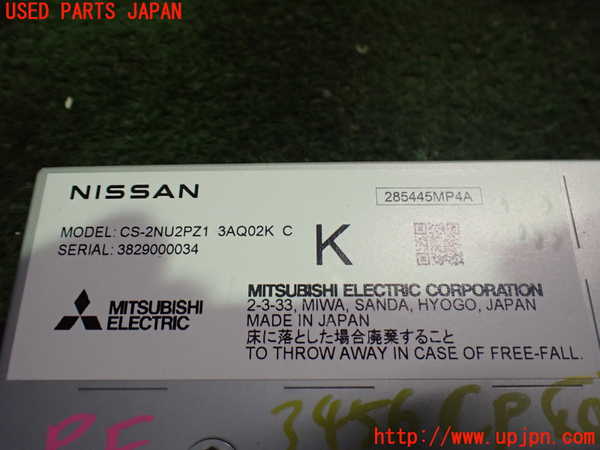 USED PARTS JAPAN
NISSAN
285445MP4A
MODEL: CS-2NU2PZ1 3AQ02K C
SERIAL: 3829000034
K
MITSUBISHI ELECTRIC
MITSUBISHI ELECTRIC CORPORATION
2-3-33, MIWA, SANDA, HYOGO, JAPAN
MADE IN JAPAN
床に落とした場合廃棄すること
TO THROW AWAY IN CASE OF FREE-FALL.
http://www.upjpn.com/